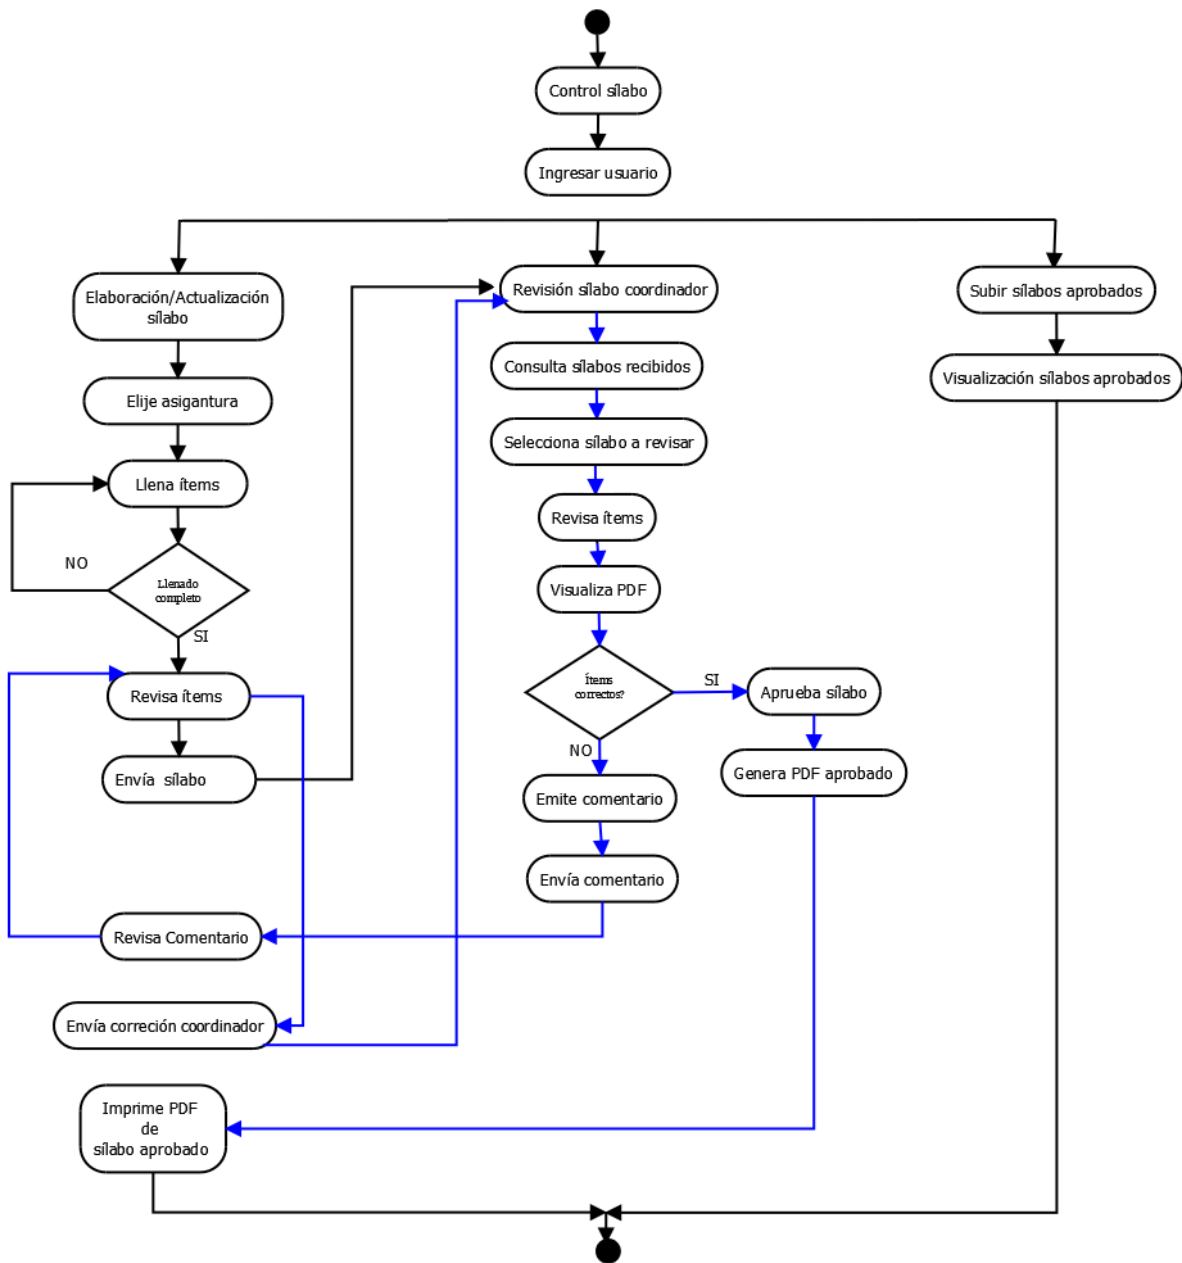 Control sílabo
Ingresar usuario
Elaboración/Actualización
sílabo
Elije asigantura
Llena ítems
NO
Llenado
completo
SI
Revisa ítems
Envía sílabo
Revisa Comentario
Envía correción coordinador
Imprime PDF
de
sílabo aprobado
Revisión sílabo coordinador
Consulta sílabos recibidos
Selecciona sílabo a revisar
Revisa ítems
Visualiza PDF
Ítems
correctos?
SI
NO
Aprueba sílabo
Genera PDF aprobado
Emite comentario
Envía comentario
Subir sílabos aprobados
Visualización sílabos aprobados